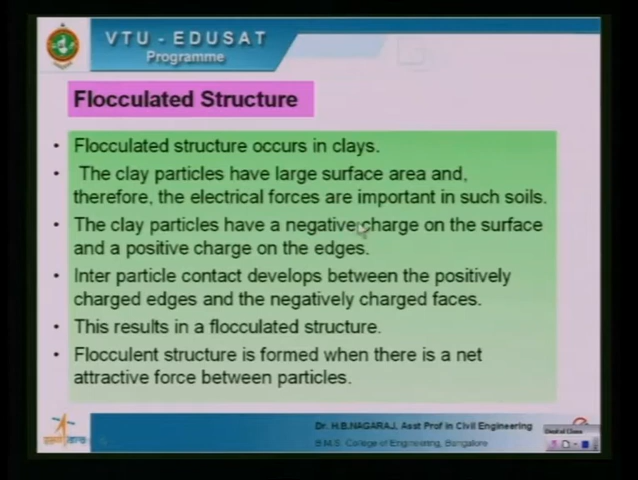 VTU - EDUSAT
Programme
Flocculated Structure
• Flocculated structure occurs in clays.
• The clay particles have large surface area and,
therefore, the electrical forces are important in such soils.
• The clay particles have a negative charge on the surface
and a positive charge on the edges.
• Inter particle contact develops between the positively
charged edges and the negatively charged faces.
• This results in a flocculated structure.
• Flocculent structure is formed when there is a net
attractive force between particles.
Dr. H.B.NAGARAJ, Asst Prof in Civil Engineering
B.M.S. College of Engineering, Bangalore